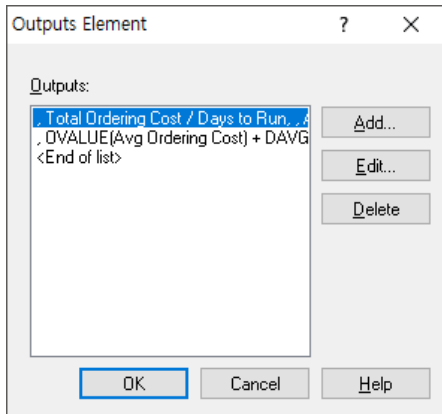 Outputs Element
?
Outputs:
, Total Ordering Cost / Days to Run, , A
, OVALUE(Avg Ordering Cost) + DAVG
<End of list>
Add...
Edit...
Delete
OK
Cancel
Help